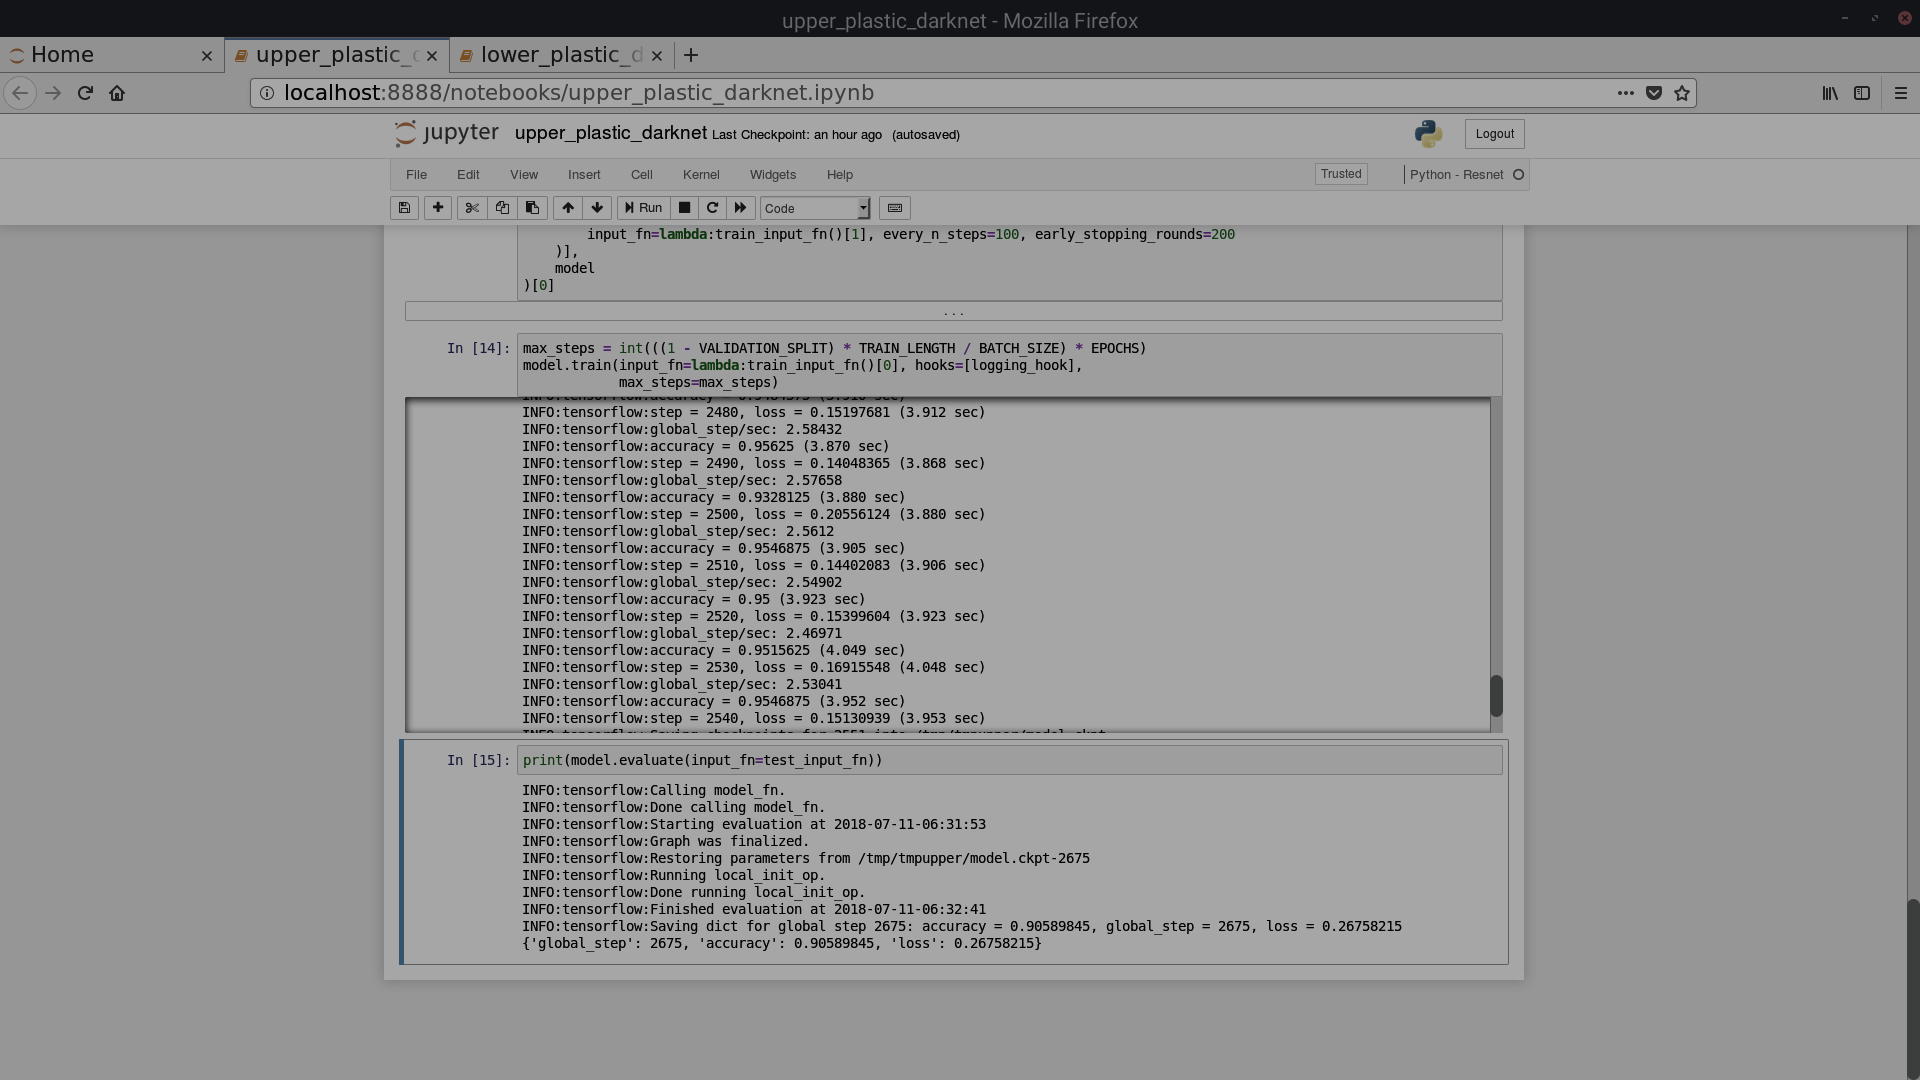 upper_plastic_darknet - Mozilla Firefox
Home
upper_plastic_d
lower_plastic_d
localhost:8888/notebooks/upper_plastic_darknet.ipynb
jupyter upper_plastic_darknet Last Checkpoint: an hour ago (autosaved)
Logout
File Edit View Insert Cell Kernel Widgets Help
Trusted
Python - Resnet
Run
Code
input_fn=lambda:train_input_fn()[1], every_n_steps=100, early_stopping_rounds=200
)],
model
)[0]
...
In [14]: max_steps = int(((1 - VALIDATION_SPLIT) * TRAIN_LENGTH / BATCH_SIZE) * EPOCHS)
model.train(input_fn=lambda:train_input_fn()[0], hooks=[logging_hook],
max_steps=max_steps)
INFO:tensorflow:step = 2480, loss = 0.15197681 (3.912 sec)
INFO:tensorflow:global_step/sec: 2.58432
INFO:tensorflow:accuracy = 0.95625 (3.870 sec)
INFO:tensorflow:step = 2490, loss = 0.14048365 (3.868 sec)
INFO:tensorflow:global_step/sec: 2.57658
INFO:tensorflow:accuracy = 0.9328125 (3.880 sec)
INFO:tensorflow:step = 2500, loss = 0.20556124 (3.880 sec)
INFO:tensorflow:global_step/sec: 2.5612
INFO:tensorflow:accuracy = 0.9546875 (3.905 sec)
INFO:tensorflow:step = 2510, loss = 0.14402083 (3.906 sec)
INFO:tensorflow:global_step/sec: 2.54902
INFO:tensorflow:accuracy = 0.95 (3.923 sec)
INFO:tensorflow:step = 2520, loss = 0.15399604 (3.923 sec)
INFO:tensorflow:global_step/sec: 2.46971
INFO:tensorflow:accuracy = 0.9515625 (4.049 sec)
INFO:tensorflow:step = 2530, loss = 0.16915548 (4.048 sec)
INFO:tensorflow:global_step/sec: 2.53041
INFO:tensorflow:accuracy = 0.9546875 (3.952 sec)
INFO:tensorflow:step = 2540, loss = 0.15130939 (3.953 sec)
In [15]: print(model.evaluate(input_fn=test_input_fn))
INFO:tensorflow:Calling model_fn.
INFO:tensorflow:Done calling model_fn.
INFO:tensorflow:Starting evaluation at 2018-07-11-06:31:53
INFO:tensorflow:Graph was finalized.
INFO:tensorflow:Restoring parameters from /tmp/tmpupper/model.ckpt-2675
INFO:tensorflow:Running local_init_op.
INFO:tensorflow:Done running local_init_op.
INFO:tensorflow:Finished evaluation at 2018-07-11-06:32:41
INFO:tensorflow:Saving dict for global step 2675: accuracy = 0.90589845, global_step = 2675, loss = 0.26758215
{'global_step': 2675, 'accuracy': 0.90589845, 'loss': 0.26758215}